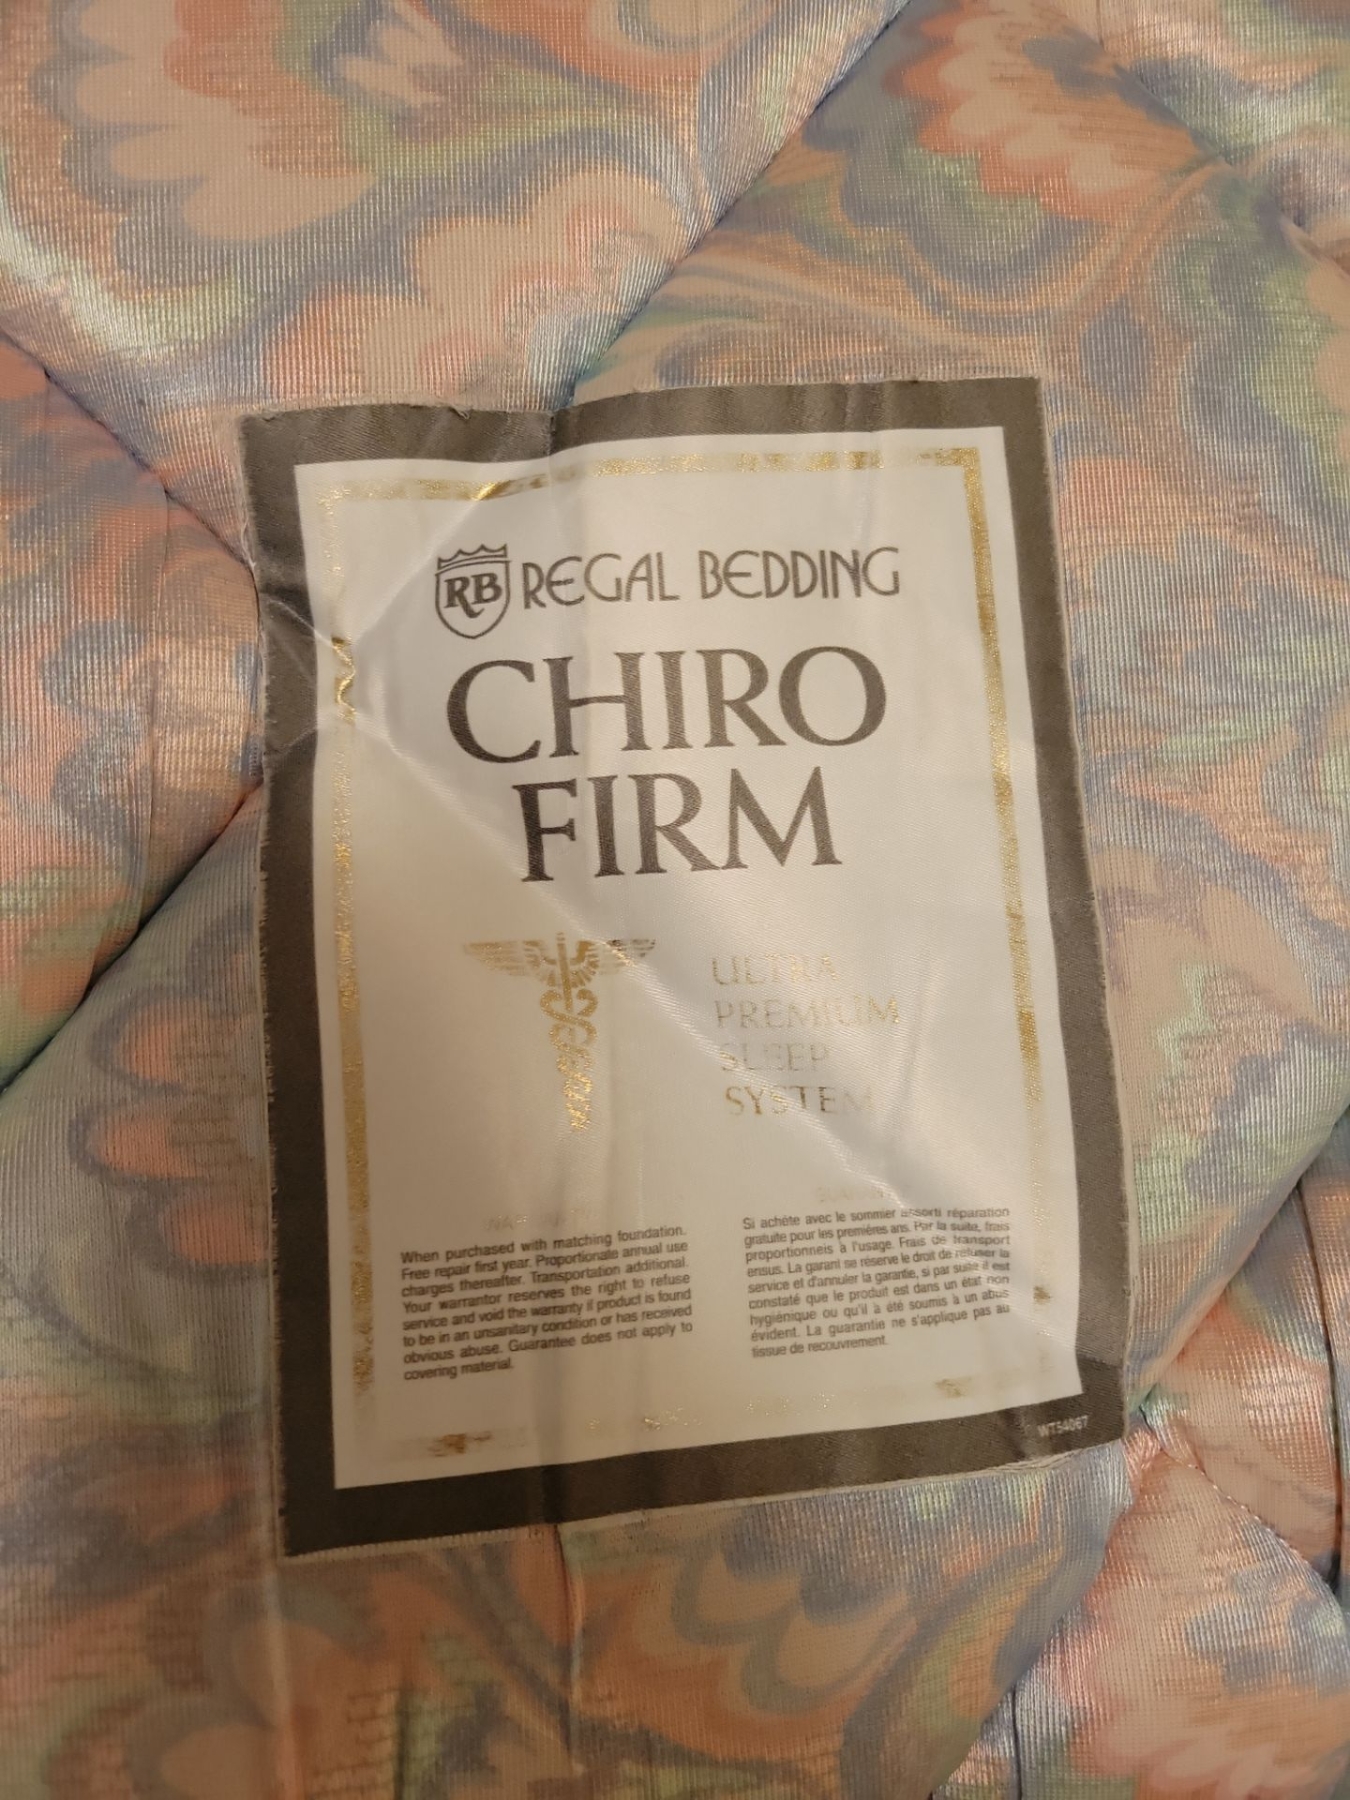 RB REGAL BEDDING
CHIRO
FIRM
ULTRA
PREMIUM
SLEEP
SYSTEM
When purchased with matching foundation.
Free repair first year. Proportionate annual use
charges thereafter. Transportation additional.
Your warrantor reserves the right to refuse
service and void the warranty if product is found
to be in an unsanitary condition or has received
obvious abuse. Guarantee does not apply to
covering material.
Si achète avec le sommier assorti réparation
gratuite pour les premières ans. Par la suite, frais
proportionnels à l'usage. Frais de transport
ensus. La garant se réserve le droit de refuser la
service et d'annuler la garantie, si par suite il est
constaté que le produit est dans un état non
hygiénique ou qu'il à été soumis à un abus
évident. La guarantie ne s'applique pas au
tissue de recouvrement.
WT54067